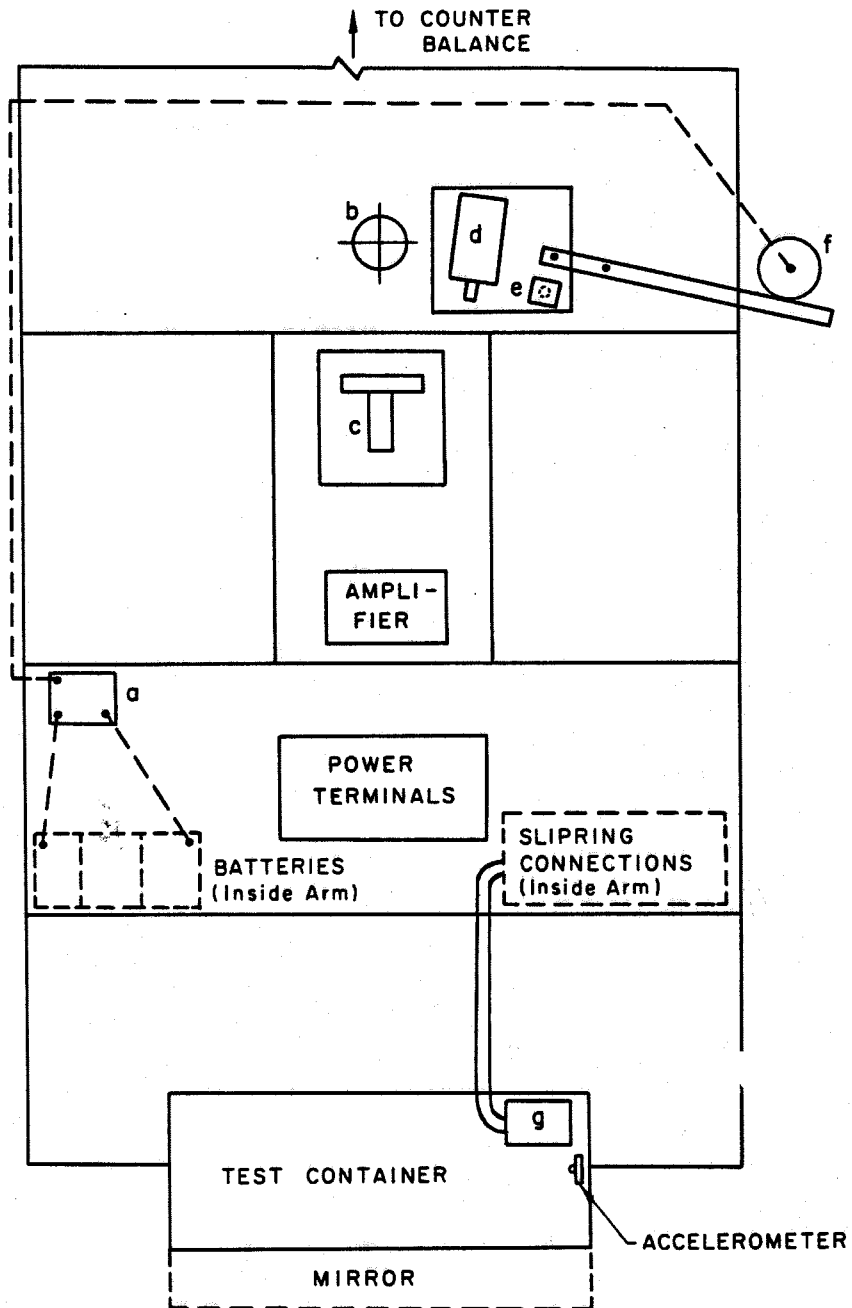 TO COUNTER
BALANCE
b
d
e
f
c
AMPLI-
FIER
a
POWER
TERMINALS
BATTERIES
(Inside Arm)
SLIPRING
CONNECTIONS
(Inside Arm)
g
TEST CONTAINER
ACCELEROMETER
MIRROR